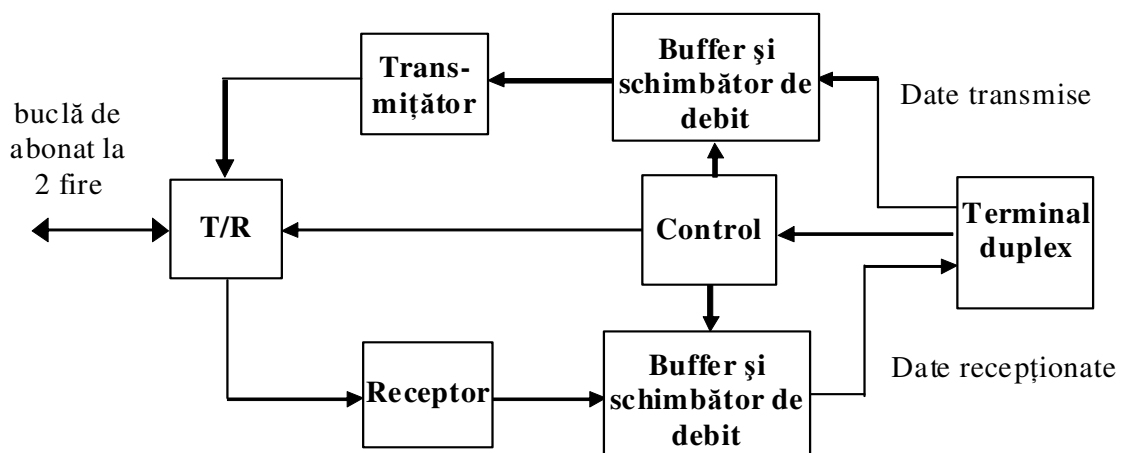 Buffer şi
schimbător de
debit
Trans-
mițător
Date transmise
buclă de
abonat la
2 fire
T/R
Control
Terminal
duplex
Receptor
Buffer şi
schimbător de
debit
Date recepționate